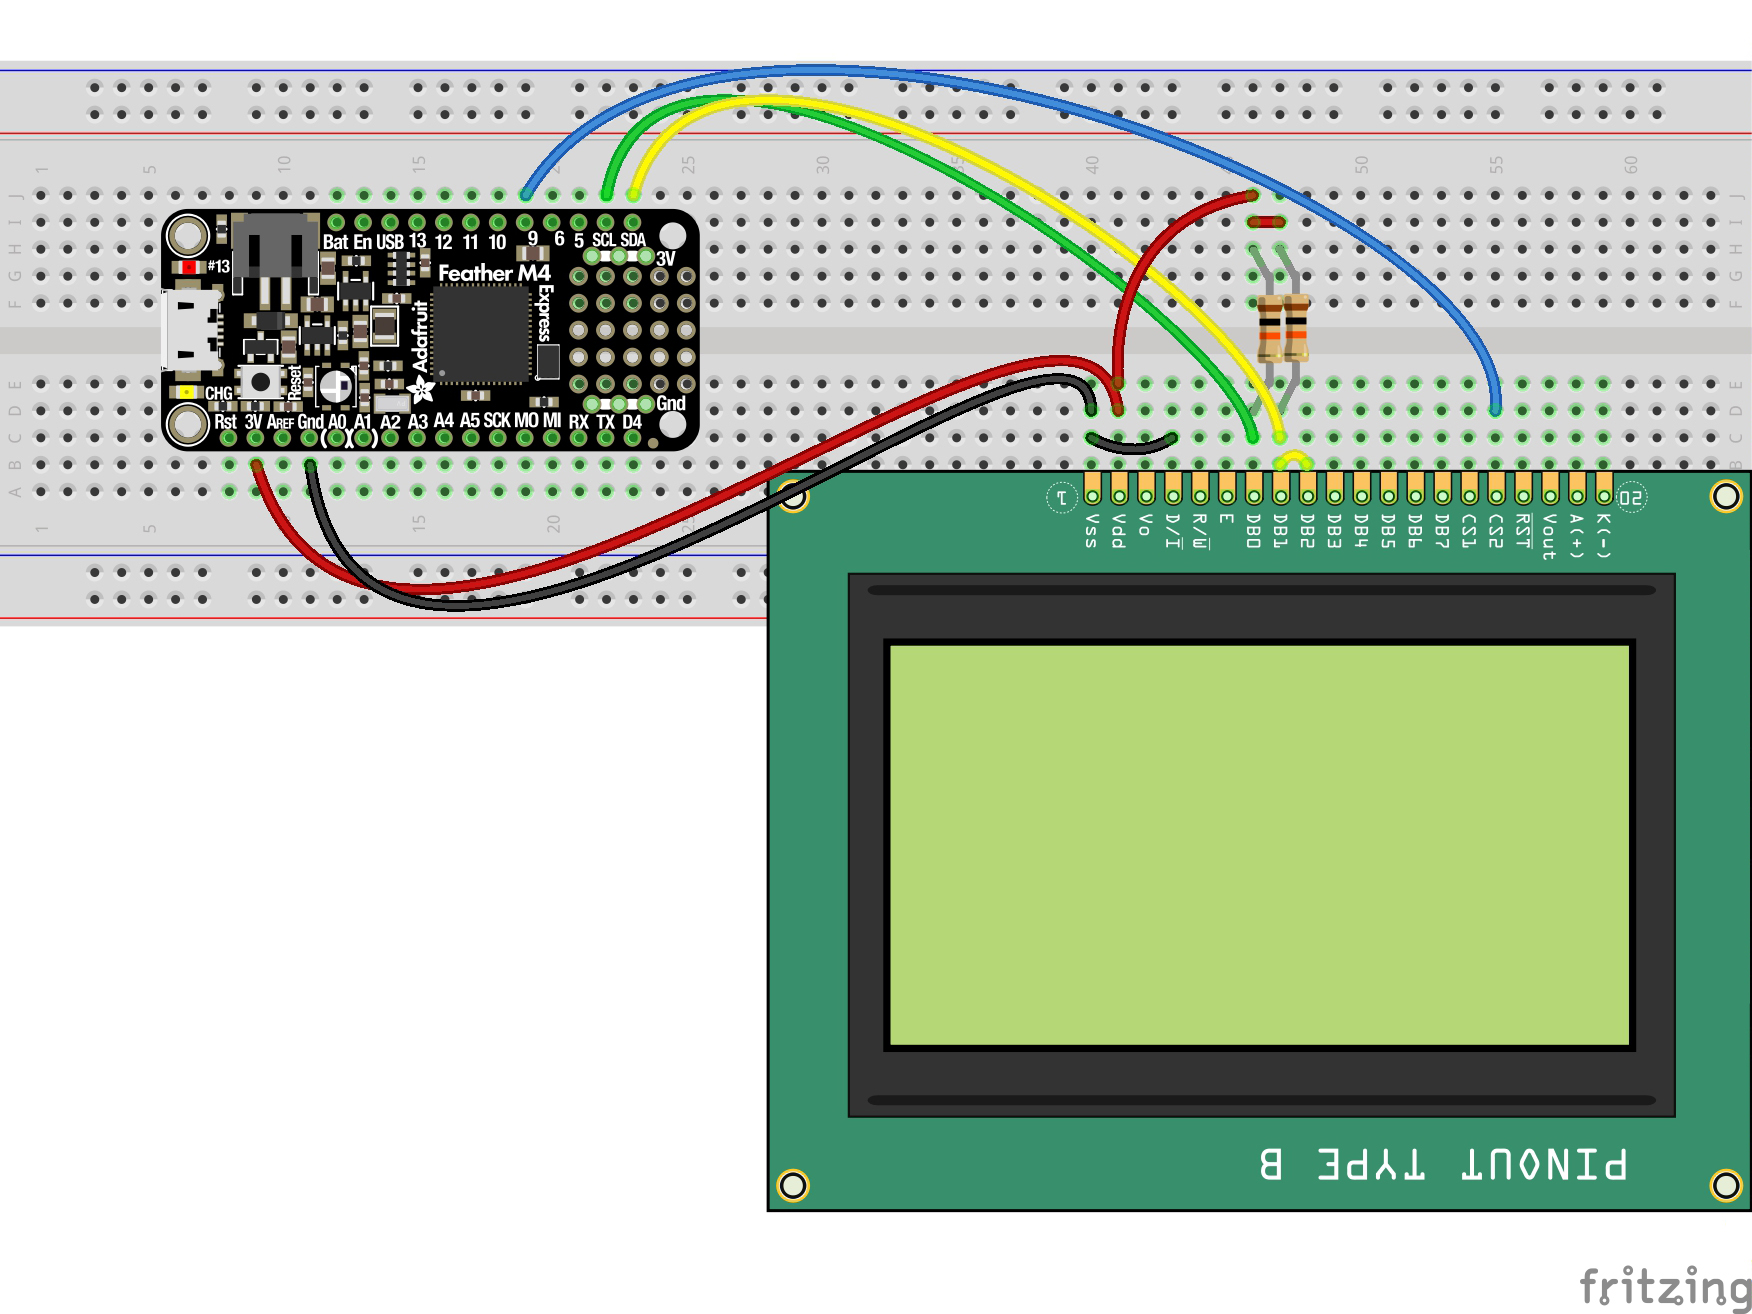 1 5 10 15 20 25 30 35 40 45 50 55 60
J J
I I
H H
G G
F F
E E
D D
C C
B B
A
Bat En USB 13 12 11 10 9 6 5 SCL SDA
3V
#13
Feather M4
Express
Adafruit
Reset
CHG
Gnd
Rst 3V AREF Gnd (A0)(A1) A2 A3 A4 A5 SCK MO MI RX TX D4
1 5 15 20 25
1 20
Vss Vdd Vo D/I R/W E DB0 DB1 DB2 DB3 DB4 DB5 DB6 DB7 CS1 CS2 RST Vout A(+) K(-)
PINOUT TYPE B
fritzing